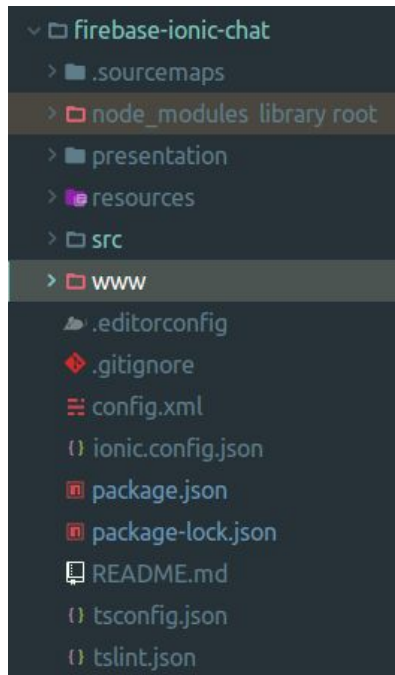 firebase-ionic-chat
.sourcemaps
node_modules library root
presentation
resources
src
www
.editorconfig
.gitignore
config.xml
ionic.config.json
package.json
package-lock.json
README.md
tsconfig.json
tslint.json